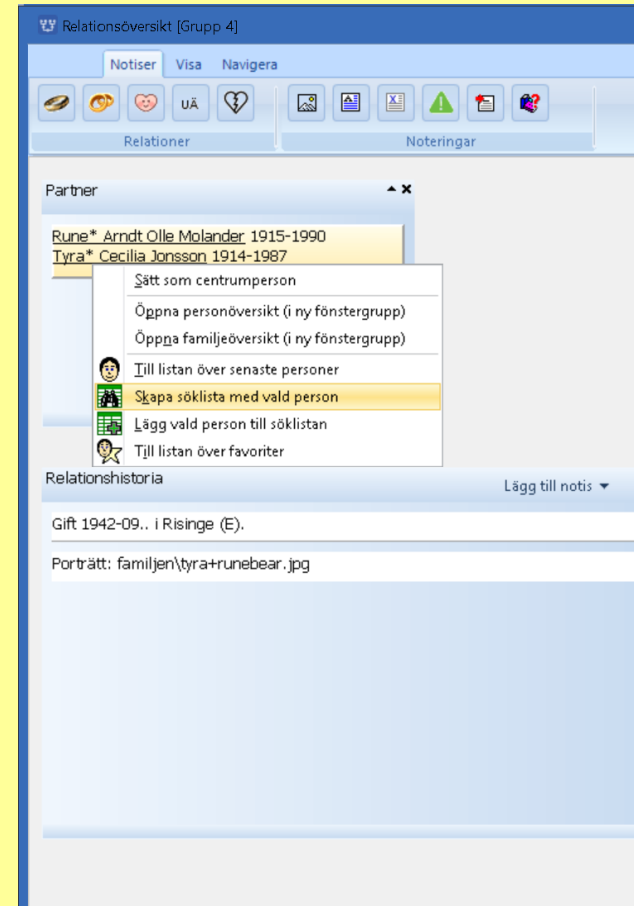 Relationsöversikt [Grupp 4]
Notiser Visa Navigera
UÄ
Relationer Noteringar
Partner
Rune* Arndt Olle Molander 1915-1990
Tyra* Cecilia Jonsson 1914-1987
Sätt som centrumperson
Öppna personöversikt (i ny fönstergrupp)
Öppna familjeöversikt (i ny fönstergrupp)
Till listan över senaste personer
Skapa söklista med vald person
Lägg vald person till söklistan
Till listan över favoriter
Relationshistoria
Lägg till notis
Gift 1942-09.. i Risinge (E).
Porträtt: familjen\tyra+runebear.jpg